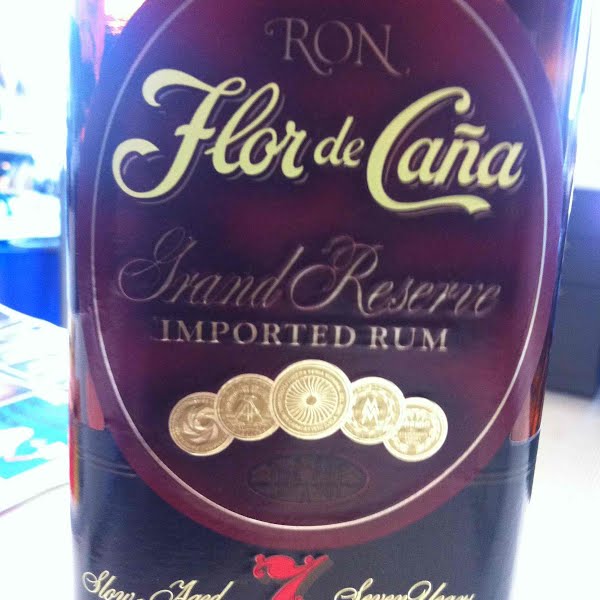 RON
Flor de Caña
Grand Reserve
IMPORTED RUM
Slow Aged 7 Seven Years